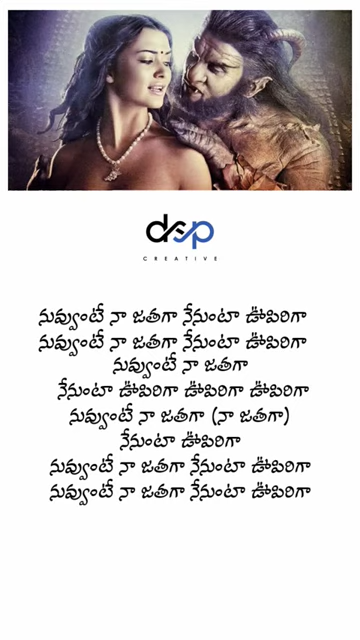 dsp
CREATIVE
నువ్వుంటే నా జతగా నేనుంటా ఊపిరిగా
నువ్వుంటే నా జతగా నేనుంటా ఊపిరిగా
నువ్వుంటే నా జతగా
నేనుంటా ఊపిరిగా ఊపిరిగా ఊపిరిగా
నువ్వుంటే నా జతగా (నా జతగా)
నేనుంటా ఊపిరిగా
నువ్వుంటే నా జతగా నేనుంటా ఊపిరిగా
నువ్వుంటే నా జతగా నేనుంటా ఊపిరిగా